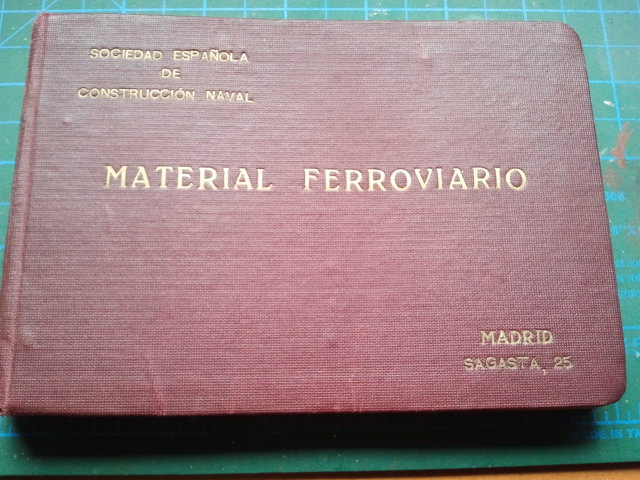 SOCIEDAD ESPAÑOLA
DE
CONSTRUCCIÓN NAVAL
MATERIAL FERROVIARIO
MADRID
SAGASTA, 25